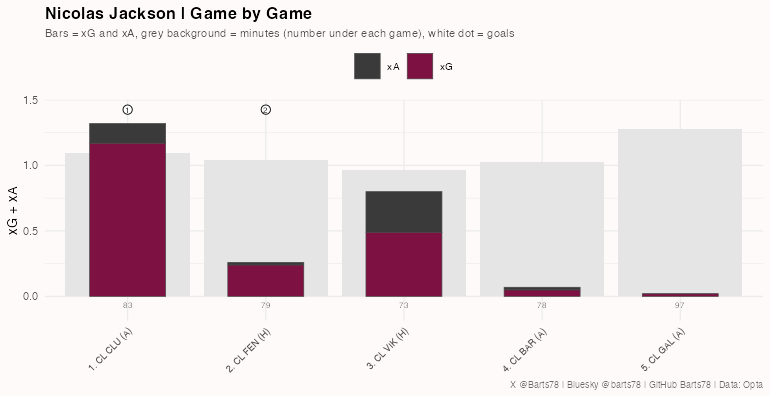 Nicolas Jackson | Game by Game
Bars = xG and xA, grey background = minutes (number under each game), white dot = goals
xA xG
xG + xA
1.5
1.0
0.5
0.0
1 2
83 79 73 78 97
1. CL CLU (A) 2. CL FEN (H) 3. CL VIK (H) 4. CL BAR (A) 5. CL GAL (A)
X @Barts78 | Bluesky @barts78 | GitHub Barts78 | Data: Opta